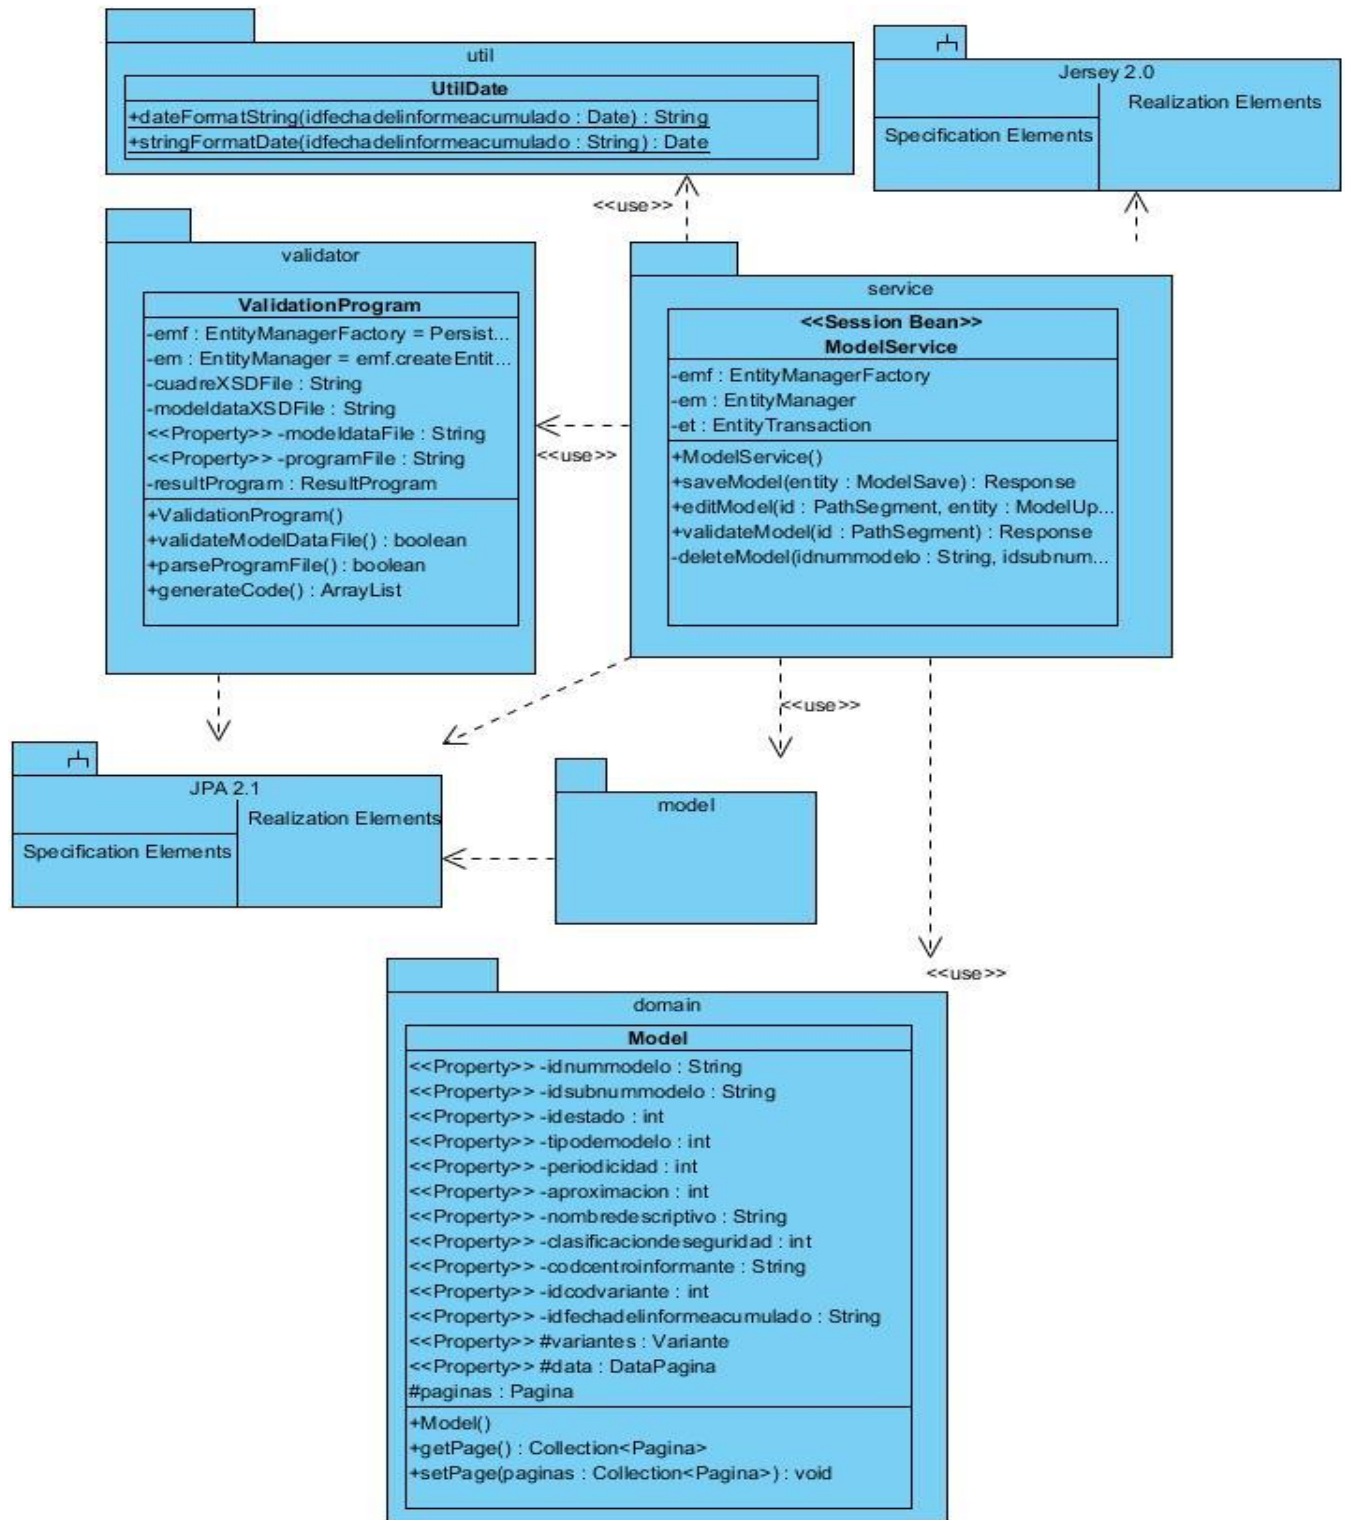 util
UtilDate
+dateFormatString(idfechadelinformeacumulado : Date) : String
+stringFormatDate(idfechadelinformeacumulado : String) : Date
Jersey 2.0
Realization Elements
Specification Elements
<<use>>
validator
ValidationProgram
-emf : EntityManagerFactory = Persist...
-em : EntityManager = emf.createEntit...
-cuadreXSDFile : String
-modeldataXSDFile : String
<<Property>> -modeldataFile : String
<<Property>> -programFile : String
-resultProgram : ResultProgram
+ValidationProgram()
+validateModelDataFile() : boolean
+parseProgramFile() : boolean
+generateCode() : ArrayList
<<use>>
service
<<Session Bean>>
ModelService
-emf : EntityManagerFactory
-em : EntityManager
-et : EntityTransaction
+ModelService()
+saveModel(entity : ModelSave) : Response
+editModel(id : PathSegment, entity : ModelUp...
+validateModel(id : PathSegment) : Response
-deleteModel(idnummodelo : String, idsubnum...
<<use>>
JPA 2.1
Realization Elements
Specification Elements
model
<<use>>
domain
Model
<<Property>> -idnummodelo : String
<<Property>> -idsubnummodelo : String
<<Property>> -idestado : int
<<Property>> -tipodemodelo : int
<<Property>> -periodicidad : int
<<Property>> -aproximacion : int
<<Property>> -nombredescriptivo : String
<<Property>> -clasificaciondeseguridad : int
<<Property>> -codcentroinformante : String
<<Property>> -idcodvariante : int
<<Property>> -idfechadelinformeacumulado : String
<<Property>> #variantes : Variante
<<Property>> #data : DataPagina
#paginas : Pagina
+Model()
+getPage() : Collection<Pagina>
+setPage(paginas : Collection<Pagina>) : void